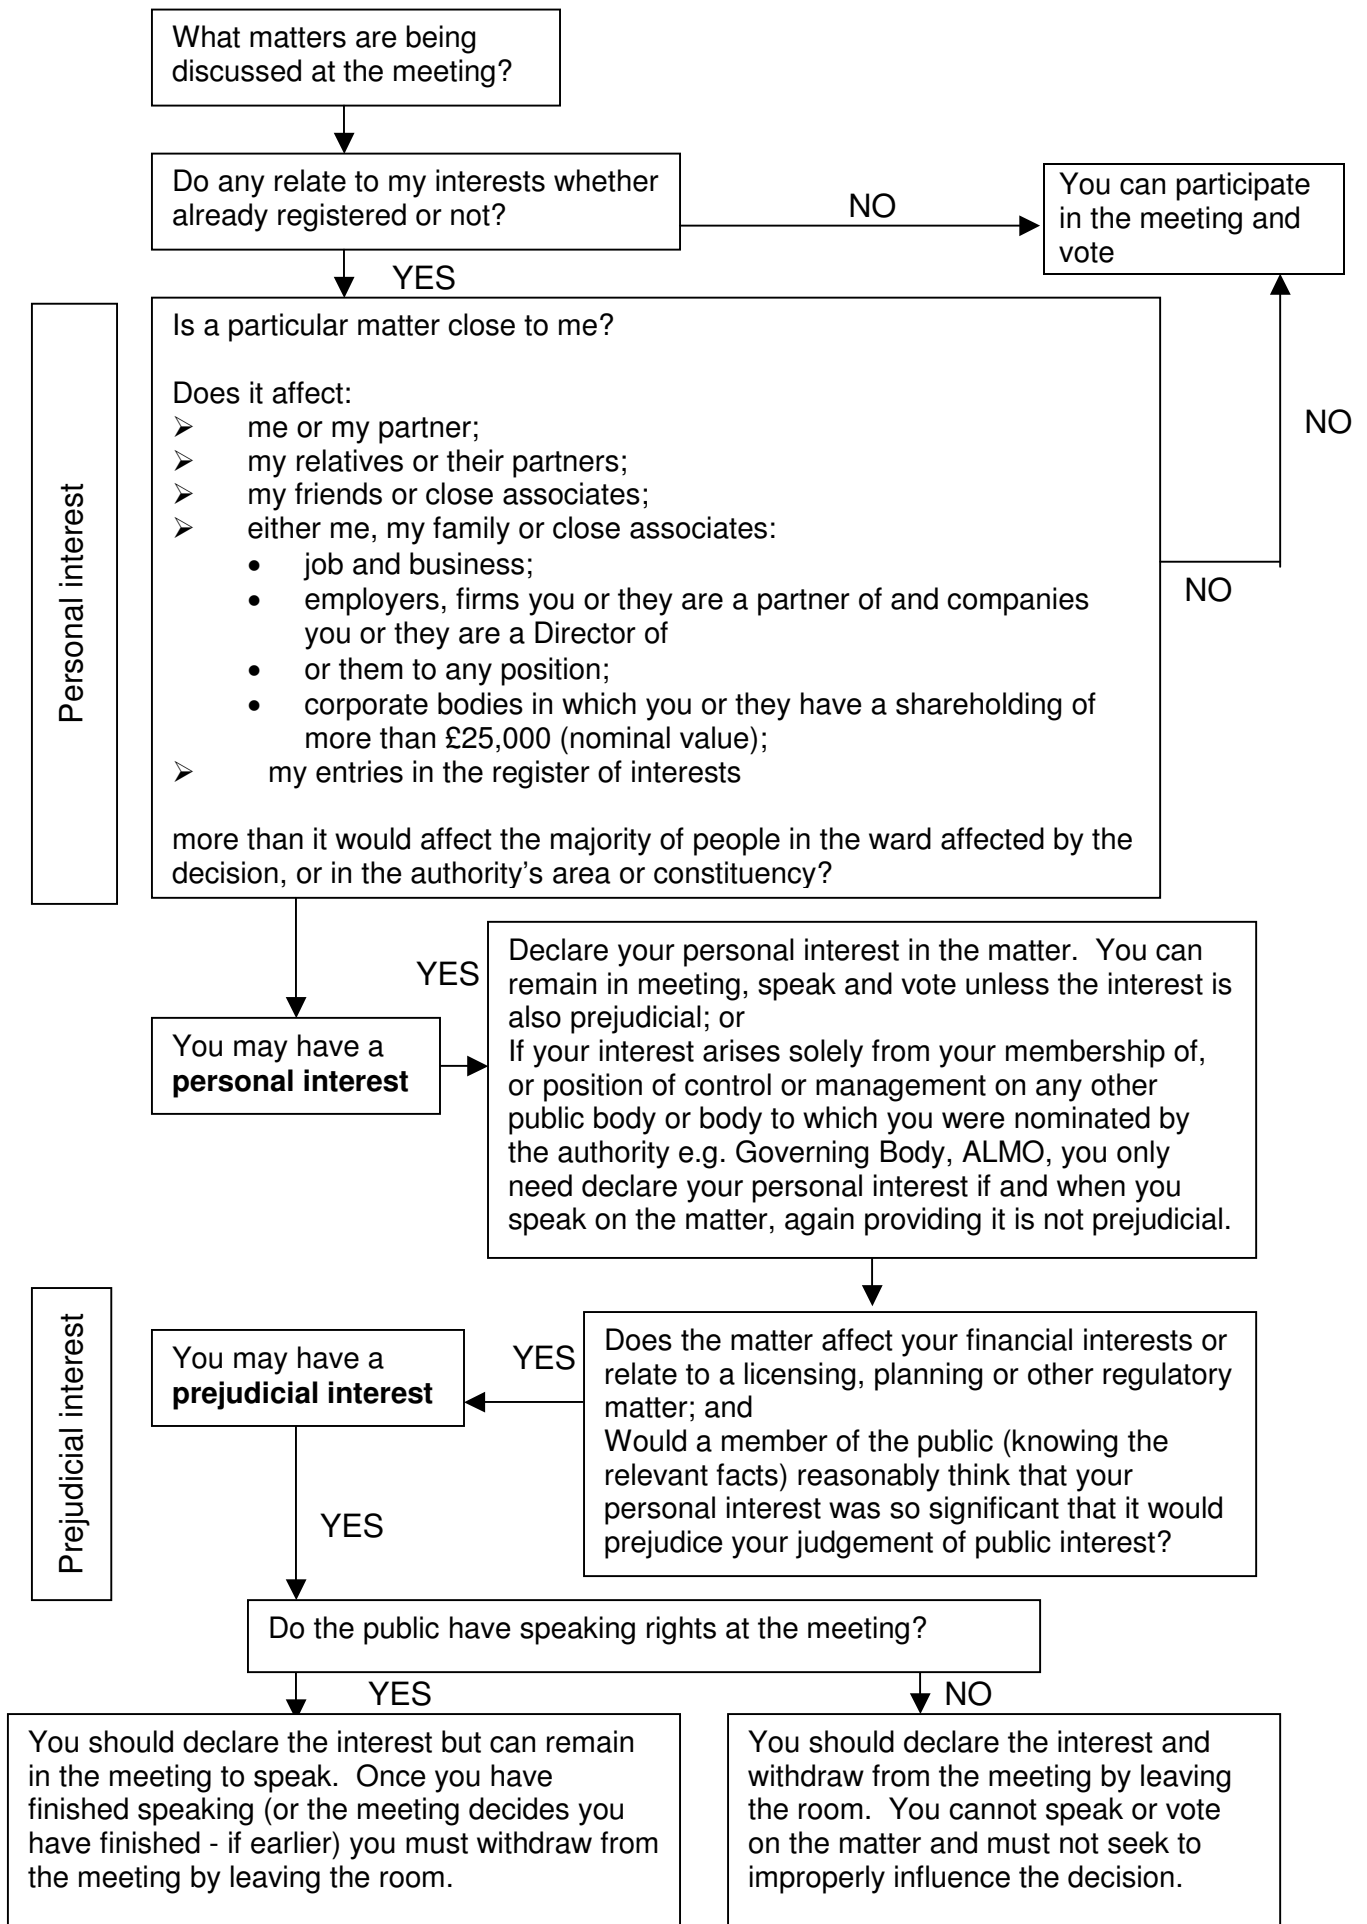 What matters are being
discussed at the meeting?
Do any relate to my interests whether
already registered or not?
NO
You can participate
in the meeting and
vote
YES
Personal interest
Is a particular matter close to me?
Does it affect:
➢ me or my partner;
➢ my relatives or their partners;
➢ my friends or close associates;
➢ either me, my family or close associates:
• job and business;
• employers, firms you or they are a partner of and companies
you or they are a Director of
• or them to any position;
• corporate bodies in which you or they have a shareholding of
more than £25,000 (nominal value);
➢ my entries in the register of interests
more than it would affect the majority of people in the ward affected by the
decision, or in the authority's area or constituency?
NO
NO
YES
You may have a
personal interest
Declare your personal interest in the matter. You can
remain in meeting, speak and vote unless the interest is
also prejudicial; or
If your interest arises solely from your membership of,
or position of control or management on any other
public body or body to which you were nominated by
the authority e.g. Governing Body, ALMO, you only
need declare your personal interest if and when you
speak on the matter, again providing it is not prejudicial.
Prejudicial interest
You may have a
prejudicial interest
YES
Does the matter affect your financial interests or
relate to a licensing, planning or other regulatory
matter; and
Would a member of the public (knowing the
relevant facts) reasonably think that your
personal interest was so significant that it would
prejudice your judgement of public interest?
YES
Do the public have speaking rights at the meeting?
YES
NO
You should declare the interest but can remain
in the meeting to speak. Once you have
finished speaking (or the meeting decides you
have finished - if earlier) you must withdraw from
the meeting by leaving the room.
You should declare the interest and
withdraw from the meeting by leaving
the room. You cannot speak or vote
on the matter and must not seek to
improperly influence the decision.